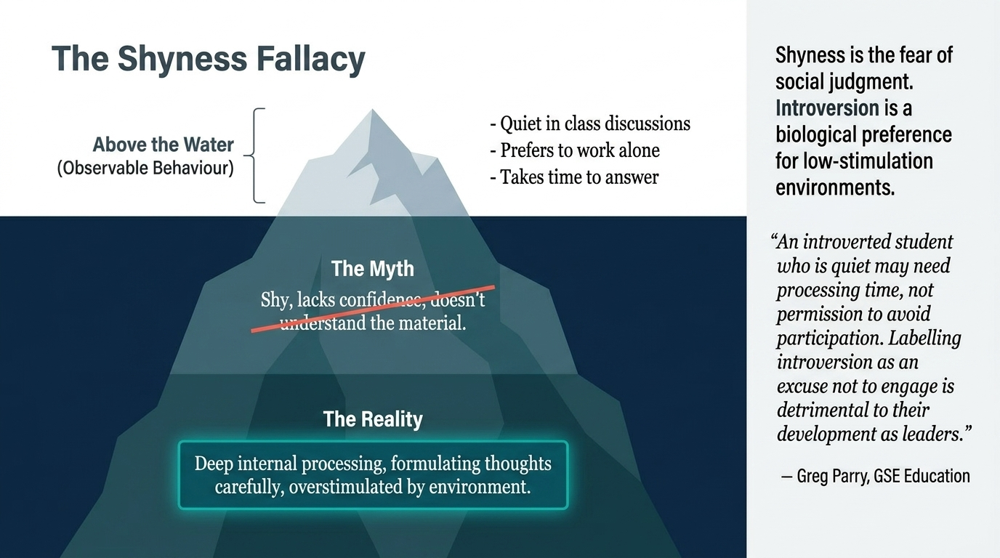 The Shyness Fallacy
Above the Water
(Observable Behaviour)
- Quiet in class discussions
- Prefers to work alone
- Takes time to answer
The Myth
Shy, lacks confidence, doesn’t
understand the material.
The Reality
Deep internal processing, formulating thoughts
carefully, overstimulated by environment.
Shyness is the fear of
social judgment.
Introversion is a
biological preference
for low-stimulation
environments.
“An introverted student
who is quiet may need
processing time, not
permission to avoid
participation. Labelling
introversion as an
excuse not to engage is
detrimental to their
development as leaders.”
— Greg Parry, GSE Education